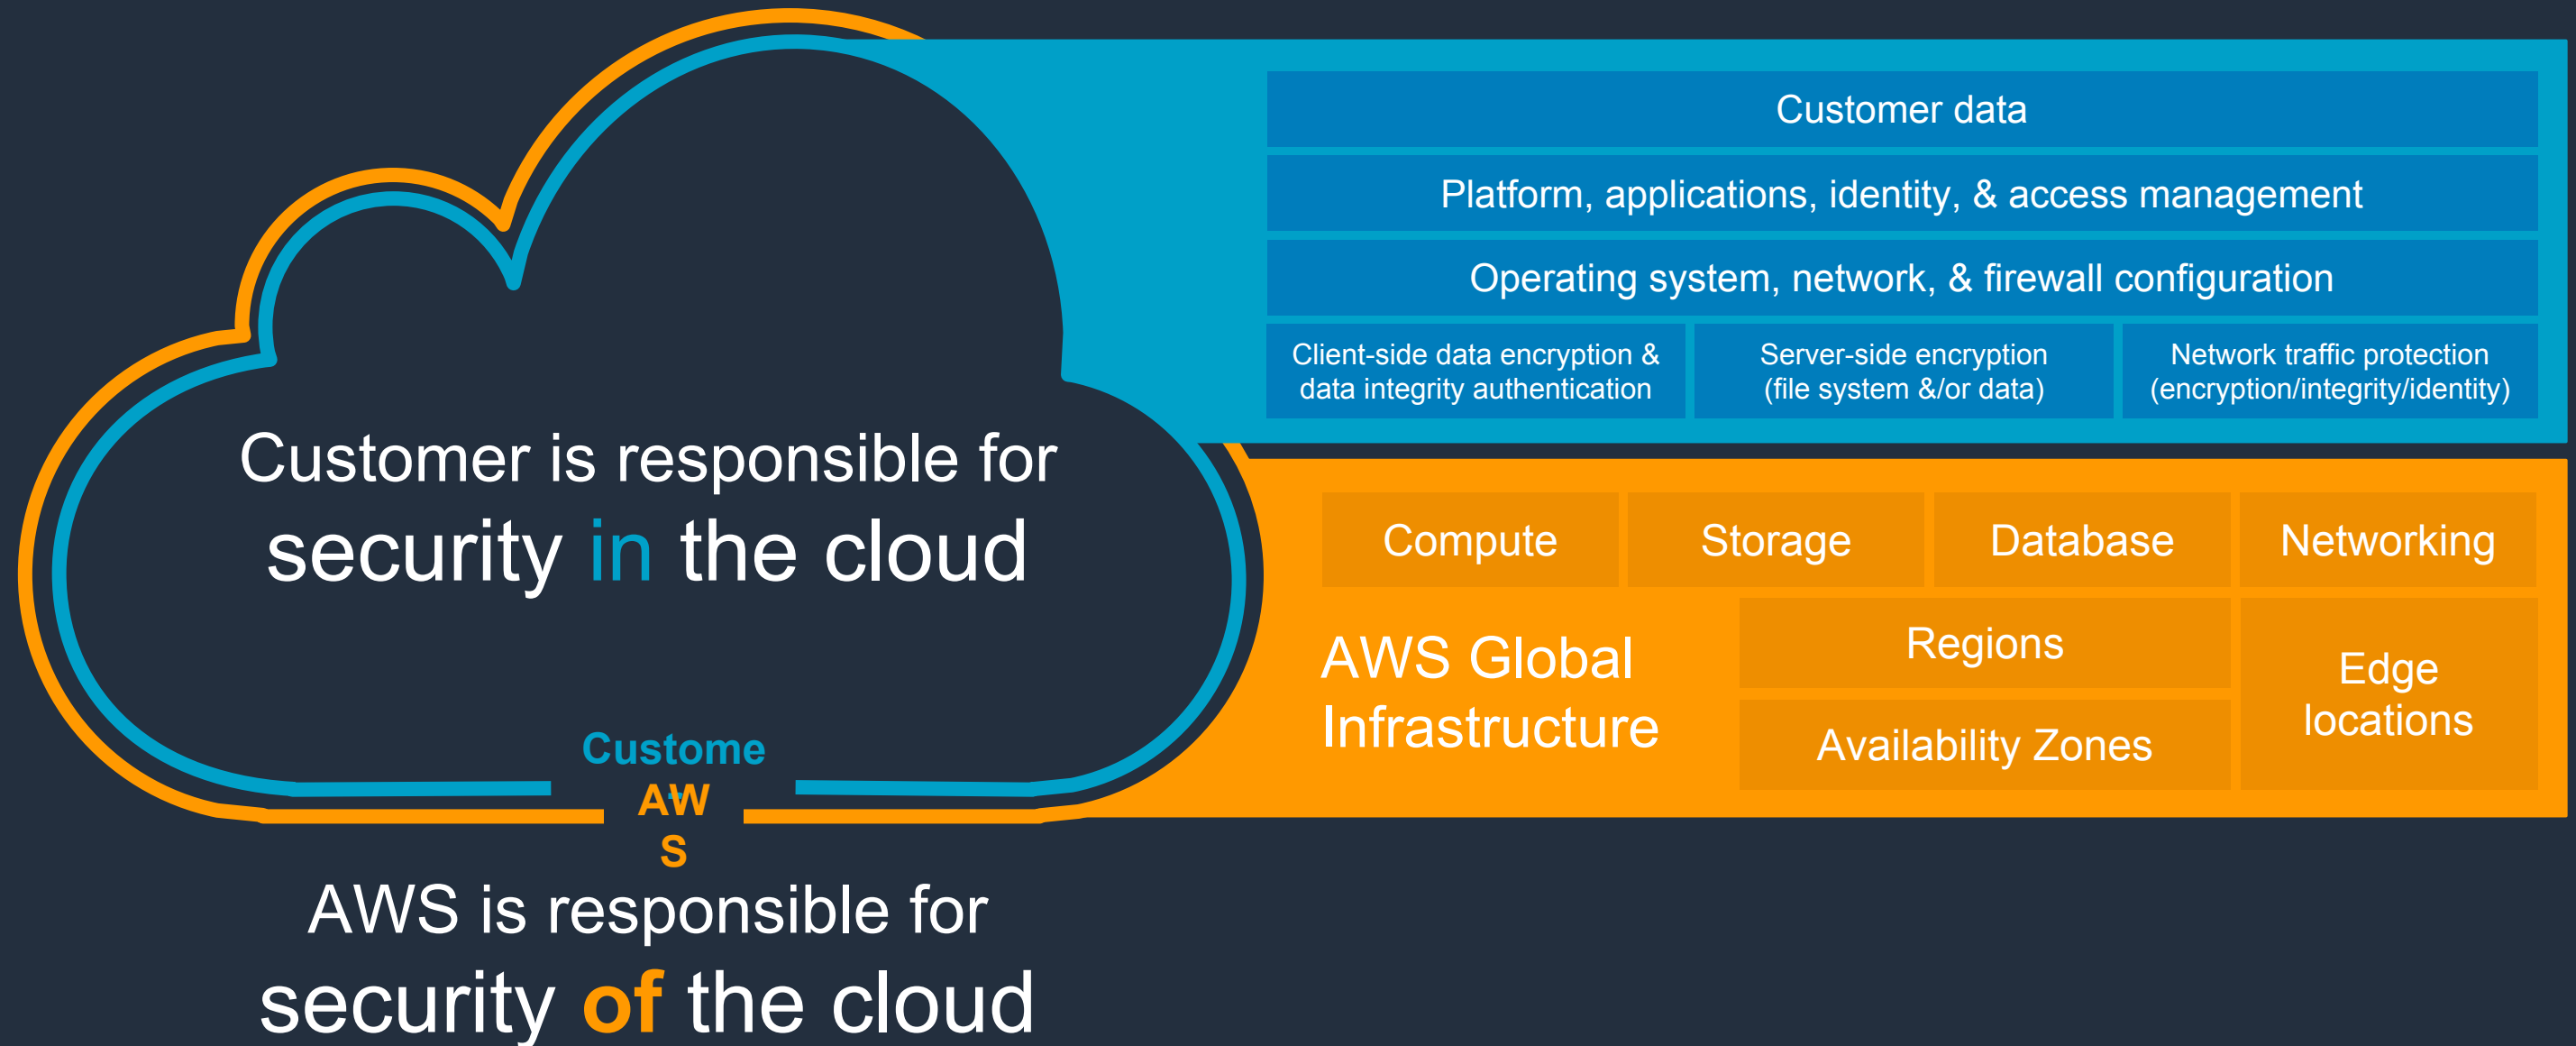 Customer data
Platform, applications, identity, & access management
Operating system, network, & firewall configuration
Client-side data encryption &
data integrity authentication
Server-side encryption
(file system &/or data)
Network traffic protection
(encryption/integrity/identity)
Customer is responsible for
security in the cloud
Compute
Storage
Database
Networking
AWS Global
Infrastructure
Regions
Availability Zones
Edge
locations
Custome
AW
S
AWS is responsible for
security of the cloud